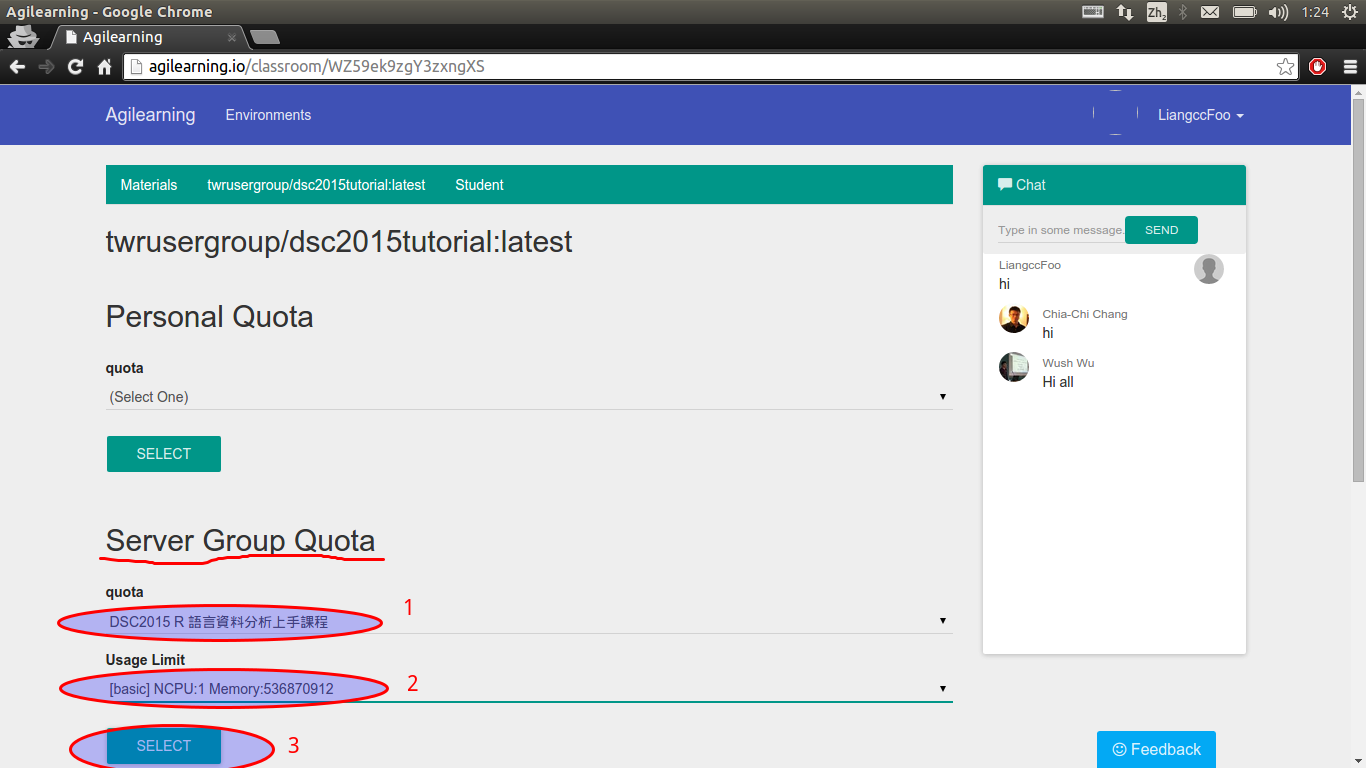 Agilearning - Google Chrome
Zh2
1:24
Agilearning
agilearning.io/classroom/WZ59ek9zgY3zxngXS
Agilearning
Environments
LiangccFoo
Materials
twrusergroup/dsc2015tutorial:latest
Student
twrusergroup/dsc2015tutorial:latest
Personal Quota
quota
(Select One)
SELECT
Server Group Quota
quota
1
DSC2015 R 語言資料分析上手課程
Usage Limit
2
[basic] NCPU:1 Memory:536870912
SELECT
3
Chat
Type in some message.
SEND
LiangccFoo
hi
Chia-Chi Chang
hi
Wush Wu
Hi all
Feedback